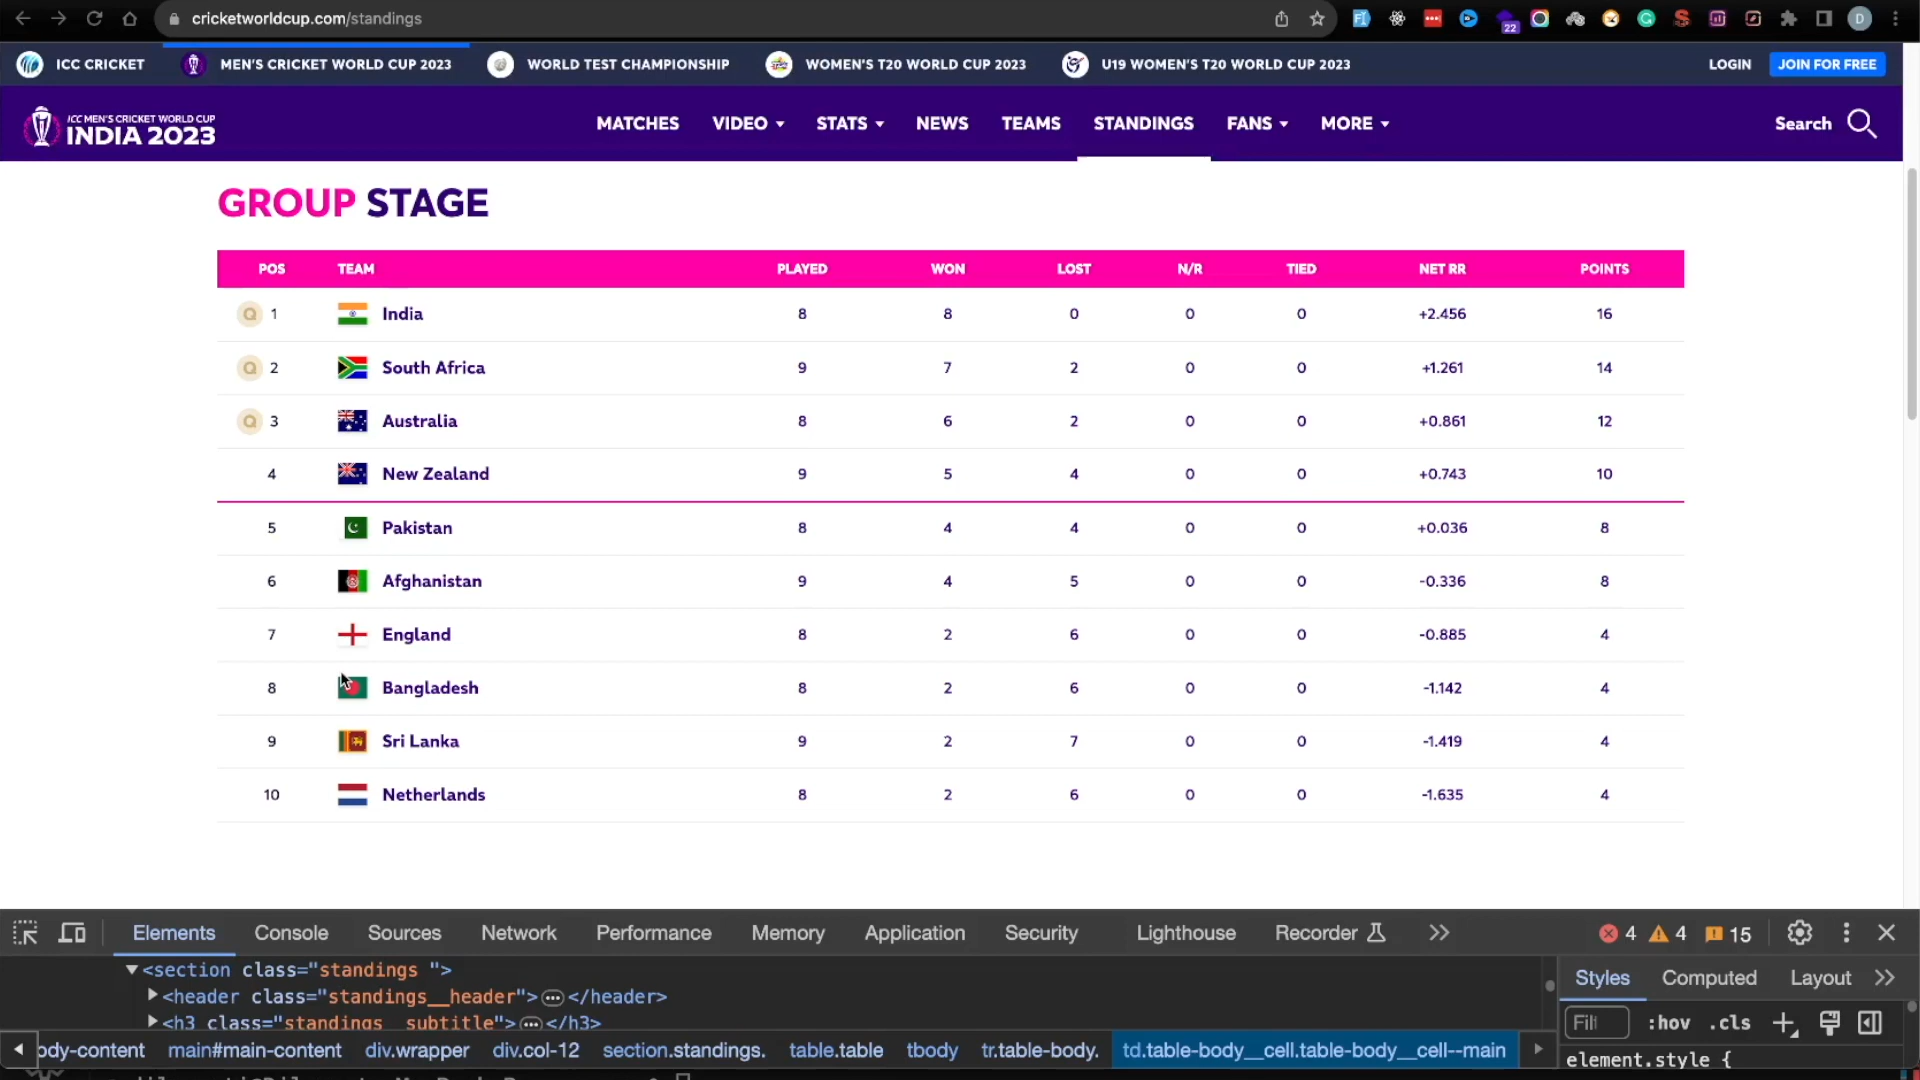 cricketworldcup.com/standings
22
D
ICC CRICKET MEN'S CRICKET WORLD CUP 2023 WORLD TEST CHAMPIONSHIP WOMEN'S T20 WORLD CUP 2023 U19 WOMEN'S T20 WORLD CUP 2023 LOGIN JOIN FOR FREE
ICC MEN'S CRICKET WORLD CUP
INDIA 2023
MATCHES VIDEO STATS NEWS TEAMS STANDINGS FANS MORE Search
GROUP STAGE
POS TEAM PLAYED WON LOST N/R TIED NET RR POINTS
Q 1 India 8 8 0 0 0 +2.456 16
Q 2 South Africa 9 7 2 0 0 +1.261 14
Q 3 Australia 8 6 2 0 0 +0.861 12
4 New Zealand 9 5 4 0 0 +0.743 10
5 Pakistan 8 4 4 0 0 +0.036 8
6 Afghanistan 9 4 5 0 0 -0.336 8
7 England 8 2 6 0 0 -0.885 4
8 Bangladesh 8 2 6 0 0 -1.142 4
9 Sri Lanka 9 2 7 0 0 -1.419 4
10 Netherlands 8 2 6 0 0 -1.635 4
Elements Console Sources Network Performance Memory Application Security Lighthouse Recorder 4 4 15
<section class="standings ">
<header class="standings__header">…</header>
<h3 class="standings__subtitle">…</h3>
Styles Computed Layout
Filt :hov .cls
element.style {
ody-content main#main-content div.wrapper div.col-12 section.standings. table.table tbody tr.table-body. td.table-body__cell.table-body__cell--main